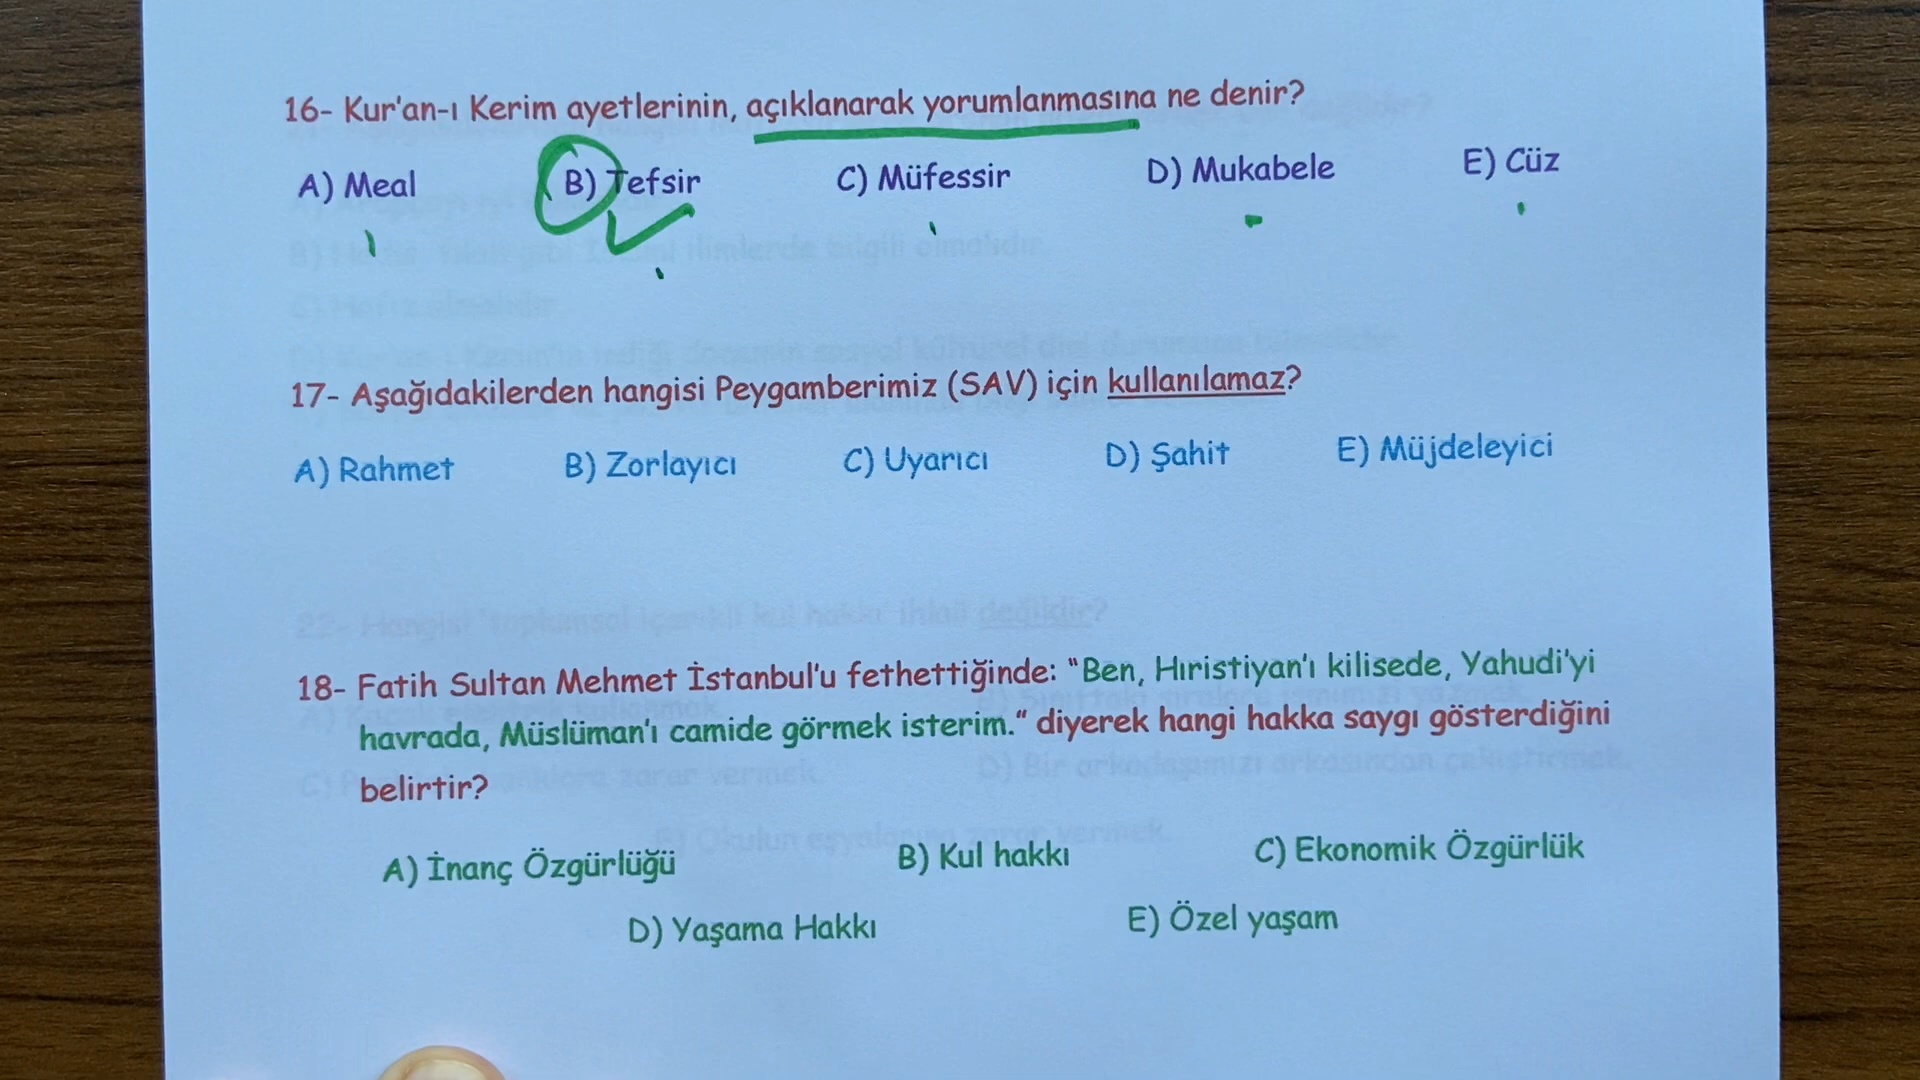 16- Kur'an-ı Kerim ayetlerinin, açıklanarak yorumlanmasına ne denir?
A) Meal B) Tefsir C) Müfessir D) Mukabele E) Cüz
17- Aşağıdakilerden hangisi Peygamberimiz (SAV) için kullanılamaz?
A) Rahmet B) Zorlayıcı C) Uyarıcı D) Şahit E) Müjdeleyici
18- Fatih Sultan Mehmet İstanbul'u fethettiğinde: "Ben, Hıristiyan'ı kilisede, Yahudi'yi
havrada, Müslüman'ı camide görmek isterim." diyerek hangi hakka saygı gösterdiğini
belirtir?
A) İnanç Özgürlüğü B) Kul hakkı C) Ekonomik Özgürlük
D) Yaşama Hakkı E) Özel yaşam